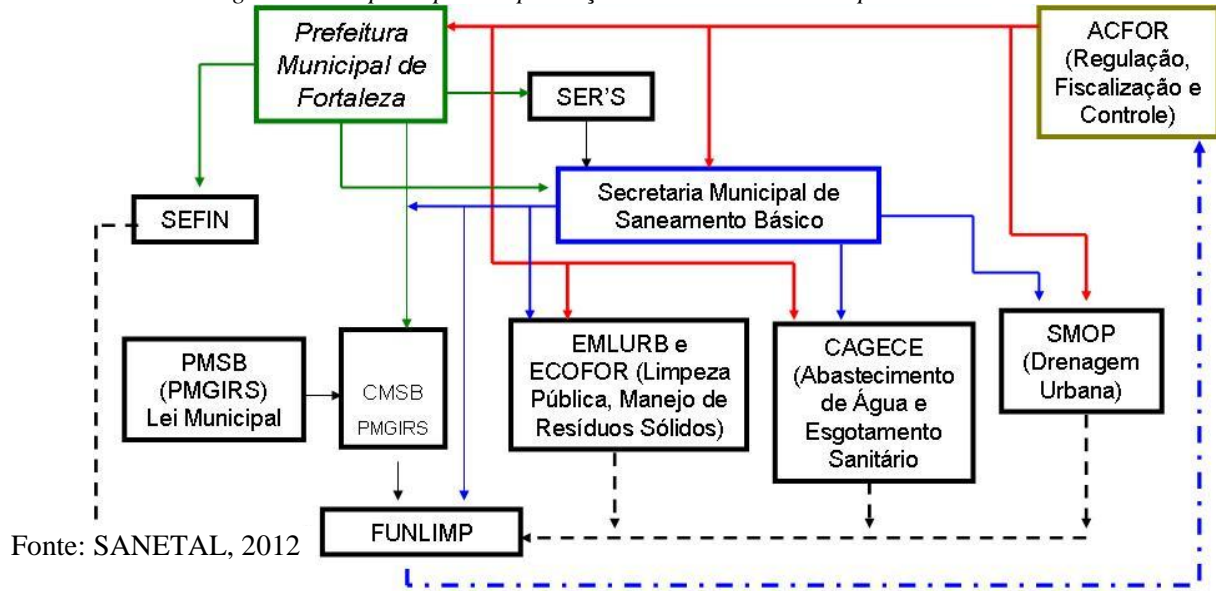 Prefeitura
Municipal de
Fortaleza
ACFOR
(Regulação,
Fiscalização e
Controle)
SER'S
Secretaria Municipal de
Saneamento Básico
SEFIN
PMSB
(PMGIRS)
Lei Municipal
CMSB
PMGIRS
EMLURB e
ECOFOR (Limpeza
Pública, Manejo de
Resíduos Sólidos)
CAGECE
(Abastecimento
de Água e
Esgotamento
Sanitário
SMOP
(Drenagem
Urbana)
FUNLIMP
Fonte: SANETAL, 2012